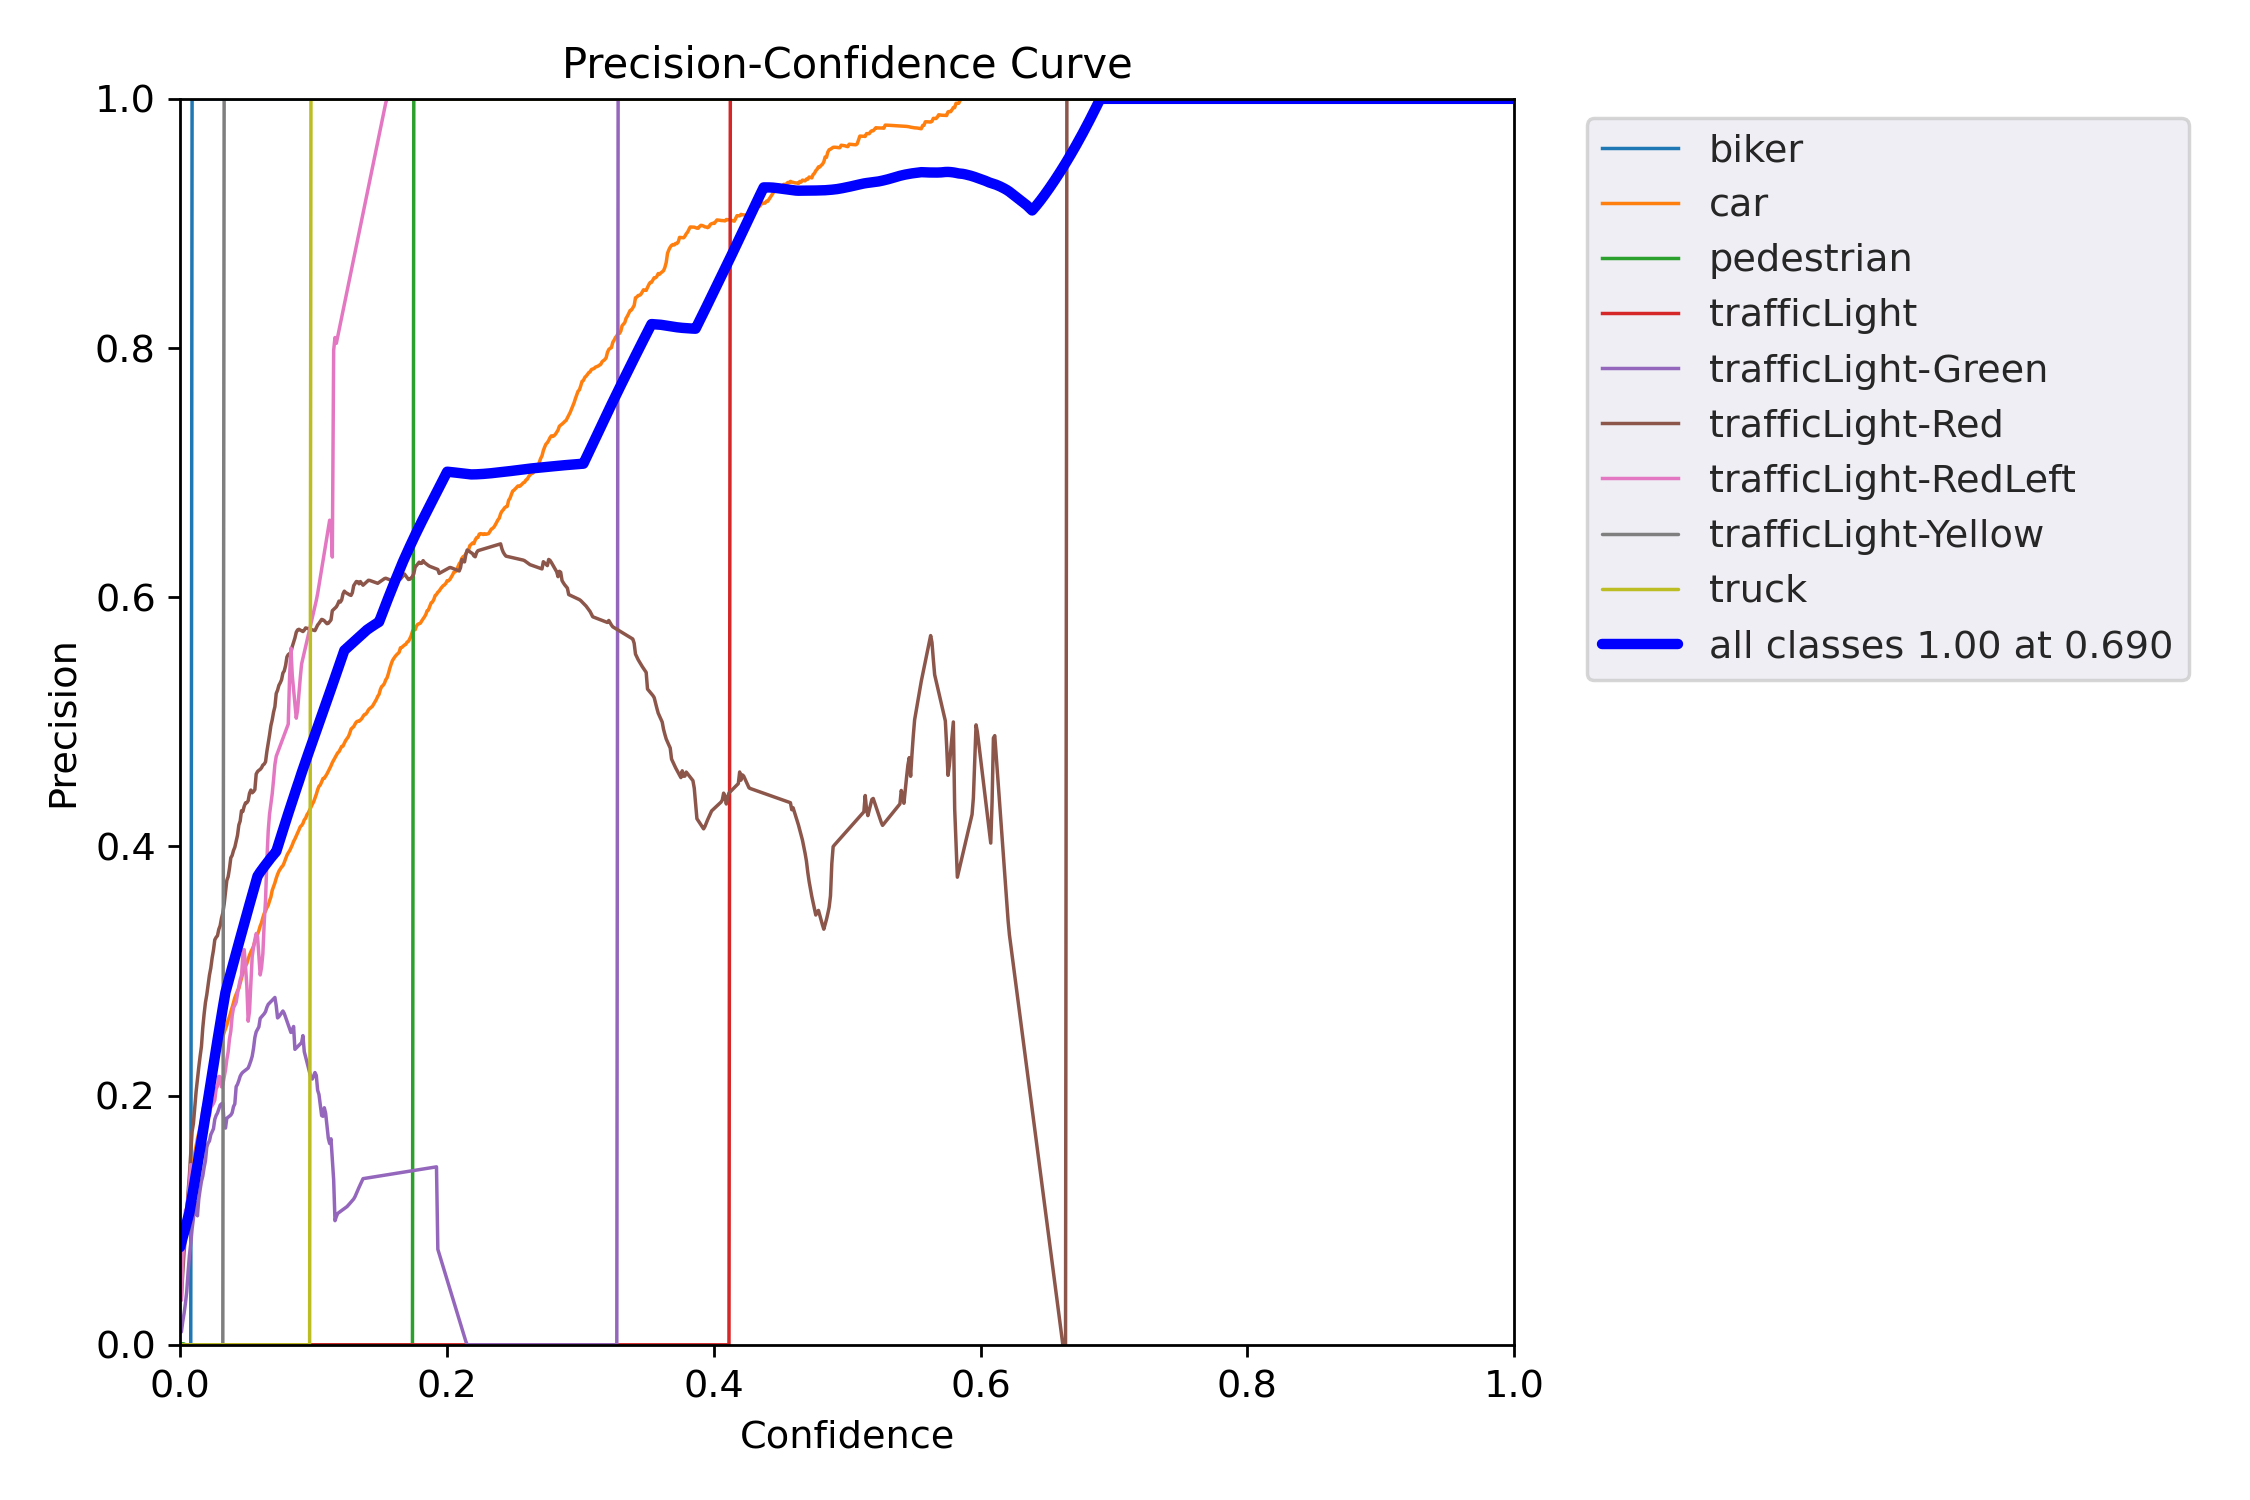 Precision-Confidence Curve
1.0
0.8
0.6
0.4
0.2
0.0
Precision
0.0 0.2 0.4 0.6 0.8 1.0
Confidence
biker
car
pedestrian
trafficLight
trafficLight-Green
trafficLight-Red
trafficLight-RedLeft
trafficLight-Yellow
truck
all classes 1.00 at 0.690